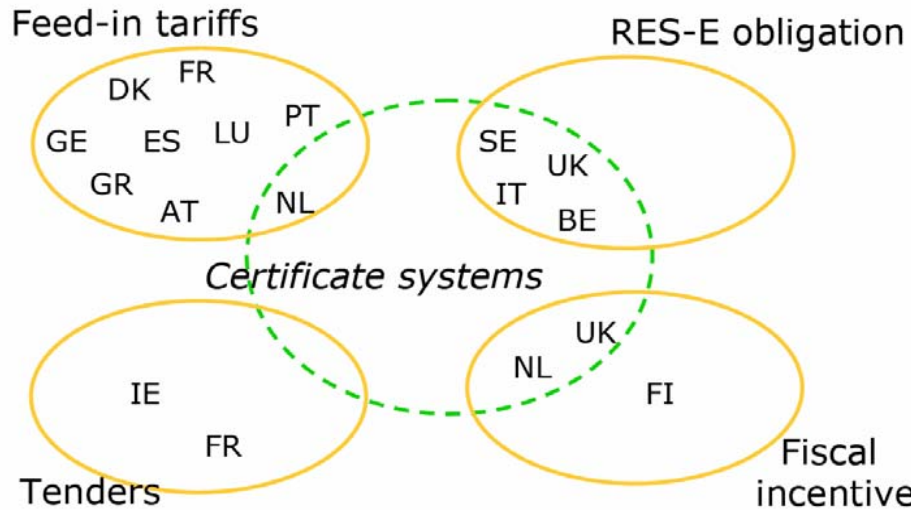 Feed-in tariffs
RES-E obligation
FR
DK
PT
GE
ES
LU
GR
AT
NL
SE
UK
IT
BE
Certificate systems
UK
NL
FI
IE
FR
Tenders
Fiscal
incentive